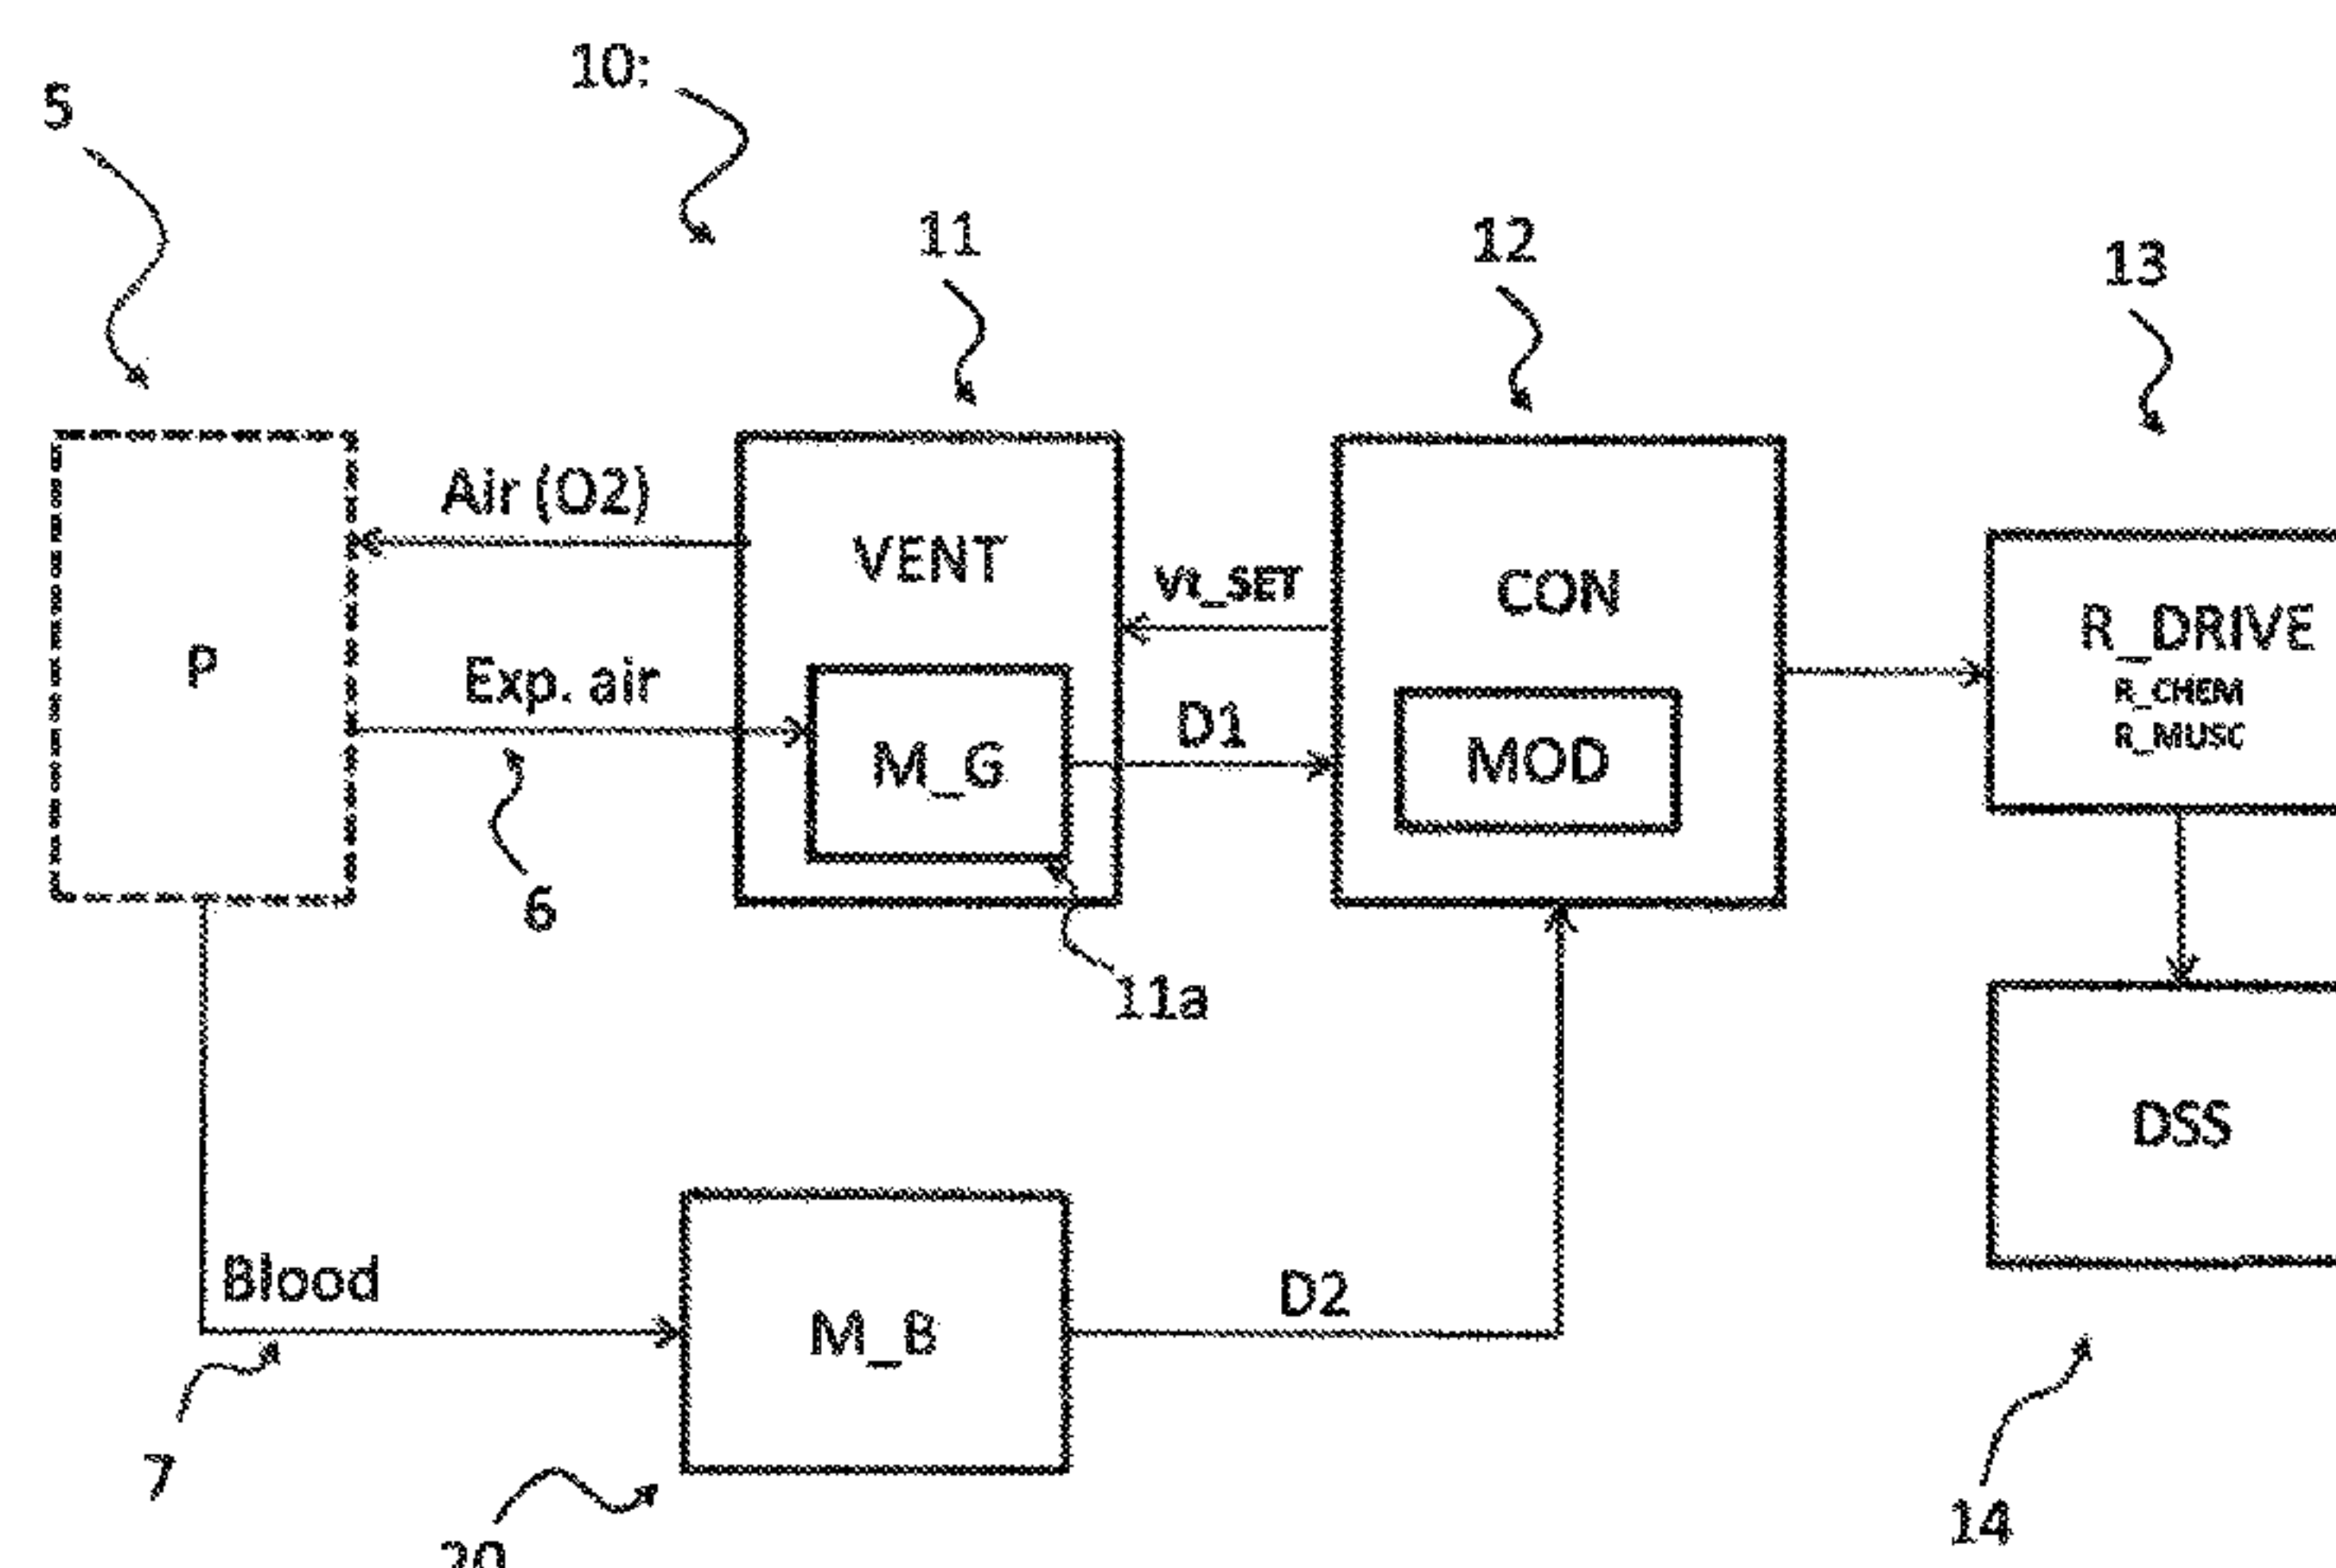 10:
5
11
12
13
Air (O2)
VENT
Vt_SET
CON
R_DRIVE
R_CHEM
R_MUSC
P
Exp. air
M_G
D1
MOD
6
11a
DSS
Blood
M_B
D2
7
20
14